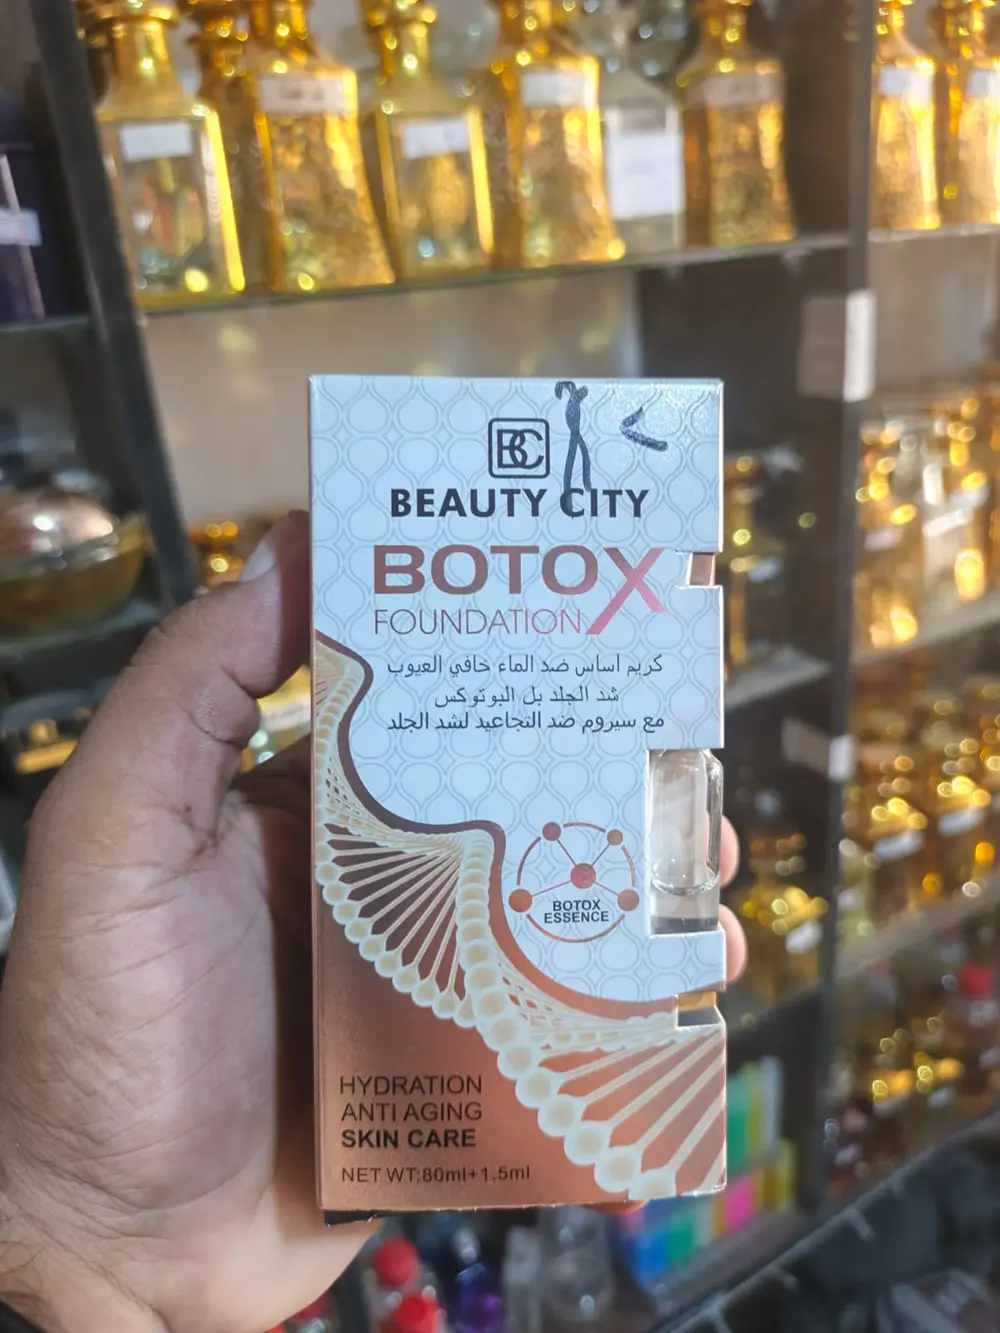 BC
BEAUTY CITY
BOTOX
FOUNDATION
كريم اساس ضد الماء خافي العيوب
شد الجلد بل البوتوكس
مع سيروم ضد التجاعيد لشد الجلد
BOTOX
ESSENCE
HYDRATION
ANTI AGING
SKIN CARE
NET WT:80ml+1.5ml